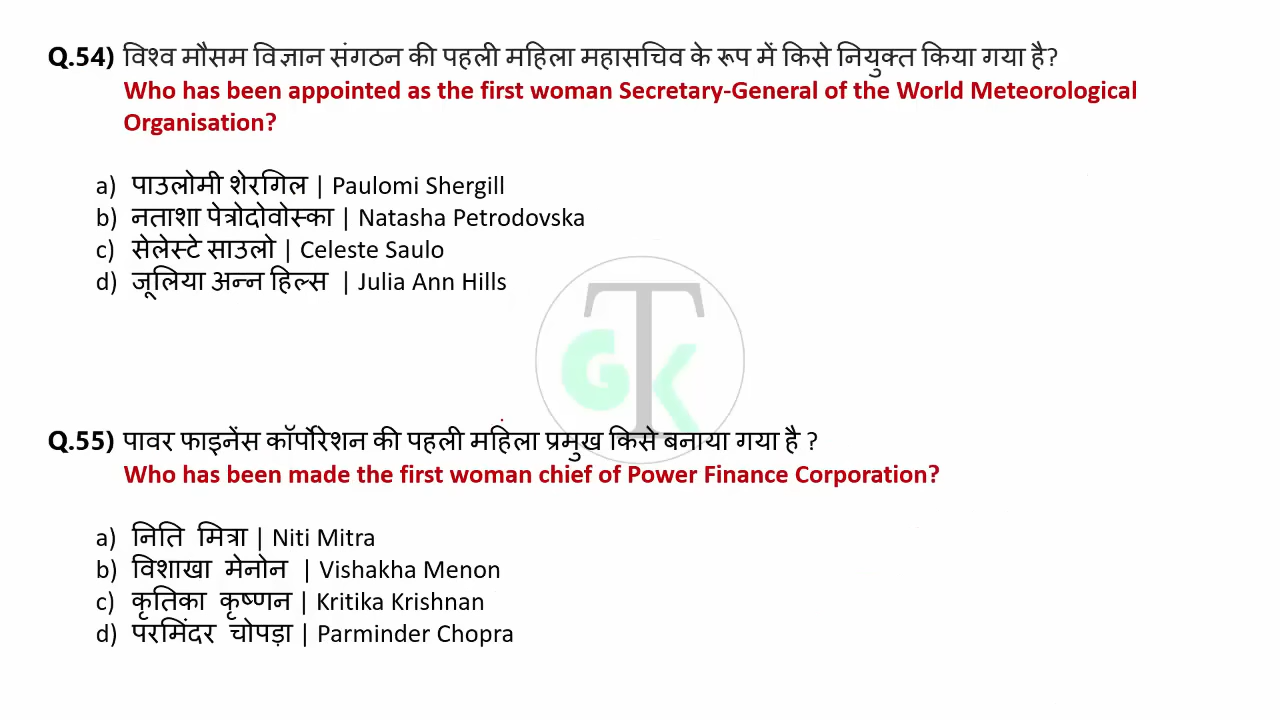 Q.54) विश्व मौसम विज्ञान संगठन की पहली महिला महासचिव के रूप में किसे नियुक्त किया गया है?
Who has been appointed as the first woman Secretary-General of the World Meteorological
Organisation?
a) पाउलोमी शेरगिल | Paulomi Shergill
b) नताशा पेत्रोदोवोस्का | Natasha Petrodovska
c) सेलेस्टे साउलो | Celeste Saulo
d) जूलिया अन्न हिल्स | Julia Ann Hills
GTK
Q.55) पावर फाइनेंस कॉर्पोरेशन की पहली महिला प्रमुख किसे बनाया गया है ?
Who has been made the first woman chief of Power Finance Corporation?
a) निति मित्रा | Niti Mitra
b) विशाखा मेनोन | Vishakha Menon
c) कृतिका कृष्णन | Kritika Krishnan
d) परमिंदर चोपड़ा | Parminder Chopra